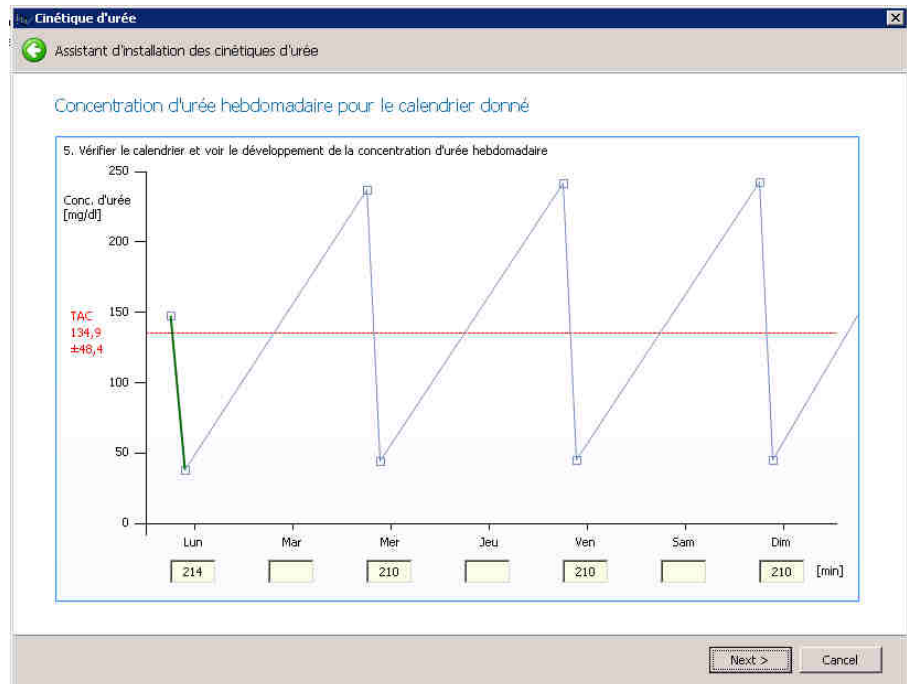 Cinétique d'urée
Assistant d'installation des cinétiques d'urée
Concentration d'urée hebdomadaire pour le calendrier donné
5. Vérifier le calendrier et voir le développement de la concentration d'urée hebdomadaire
250
Conc. d'urée
[mg/dl]
200
150
TAC
134,9
±48,4
100
50
0
Lun Mar Mer Jeu Ven Sam Dim
214 210 210 210 [min]
Next > Cancel